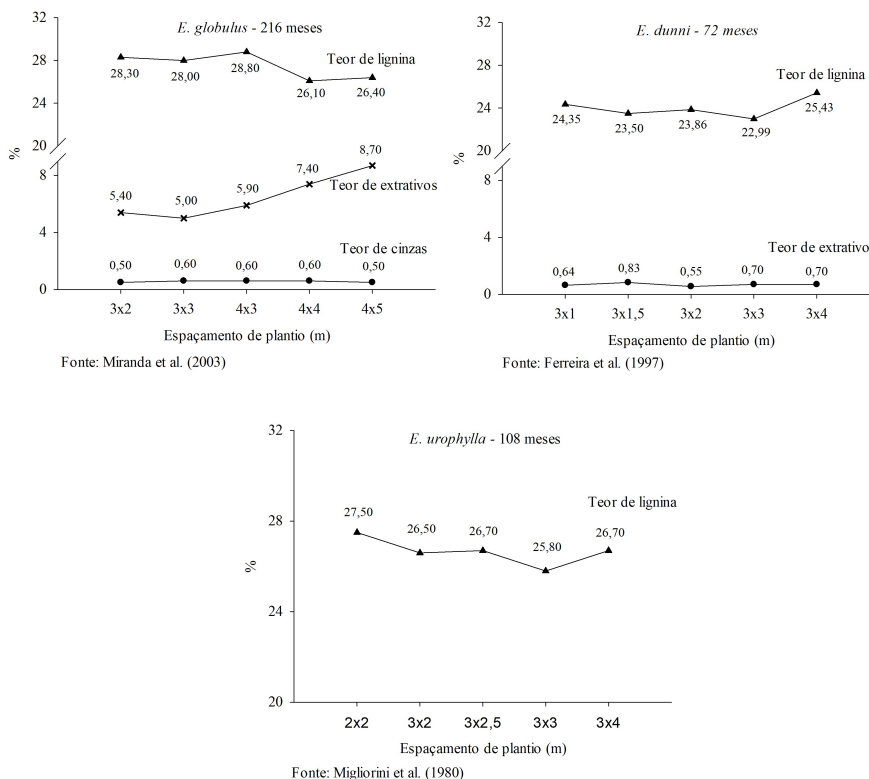 E. globulus - 216 meses
32
28
24
20
8
4
0
%
Teor de lignina
28,30
28,00
28,80
26,10
26,40
Teor de extrativos
5,40
5,00
5,90
7,40
8,70
Teor de cinzas
0,50
0,60
0,60
0,60
0,50
3x2
3x3
4x3
4x4
4x5
Espaçamento de plantio (m)
Fonte: Miranda et al. (2003)
E. dunni - 72 meses
32
28
24
20
8
4
0
%
Teor de lignina
24,35
23,50
23,86
22,99
25,43
Teor de extrativo
0,64
0,83
0,55
0,70
0,70
3x1
3x1,5
3x2
3x3
3x4
Espaçamento de plantio (m)
Fonte: Ferreira et al. (1997)
E. urophylla - 108 meses
32
28
24
20
%
Teor de lignina
27,50
26,50
26,70
25,80
26,70
2x2
3x2
3x2,5
3x3
3x4
Espaçamento de plantio (m)
Fonte: Migliorini et al. (1980)